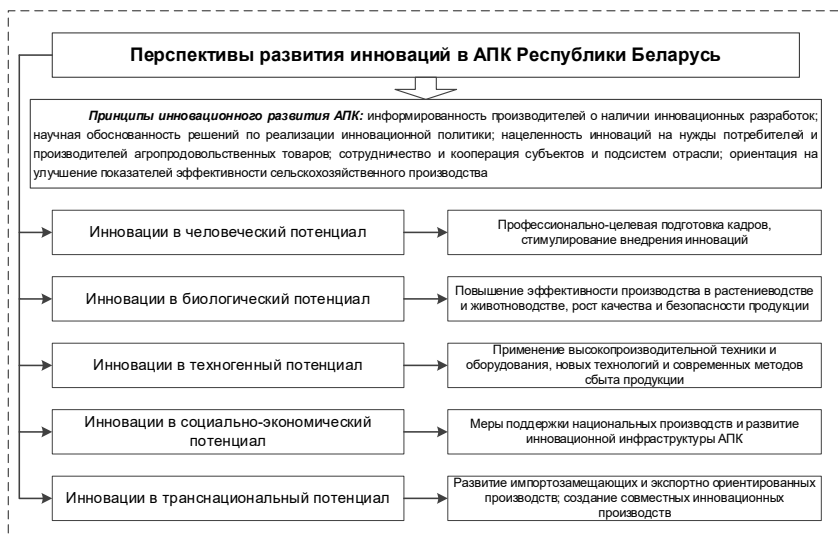 Перспективы развития инноваций в АПК Республики Беларусь
Принципы инновационного развития АПК: информированность производителей о наличии инновационных разработок;
научная обоснованность решений по реализации инновационной политики; нацеленность инноваций на нужды потребителей и
производителей агропродовольственных товаров; сотрудничество и кооперация субъектов и подсистем отрасли; ориентация на
улучшение показателей эффективности сельскохозяйственного производства
Инновации в человеческий потенциал
Профессионально-целевая подготовка кадров,
стимулирование внедрения инноваций
Инновации в биологический потенциал
Повышение эффективности производства в растениеводстве
и животноводстве, рост качества и безопасности продукции
Инновации в техногенный потенциал
Применение высокопроизводительной техники и
оборудования, новых технологий и современных методов
сбыта продукции
Инновации в социально-экономический
потенциал
Меры поддержки национальных производств и развитие
инновационной инфраструктуры АПК
Инновации в транснациональный потенциал
Развитие импортозамещающих и экспортно ориентированных
производств; создание совместных инновационных
производств